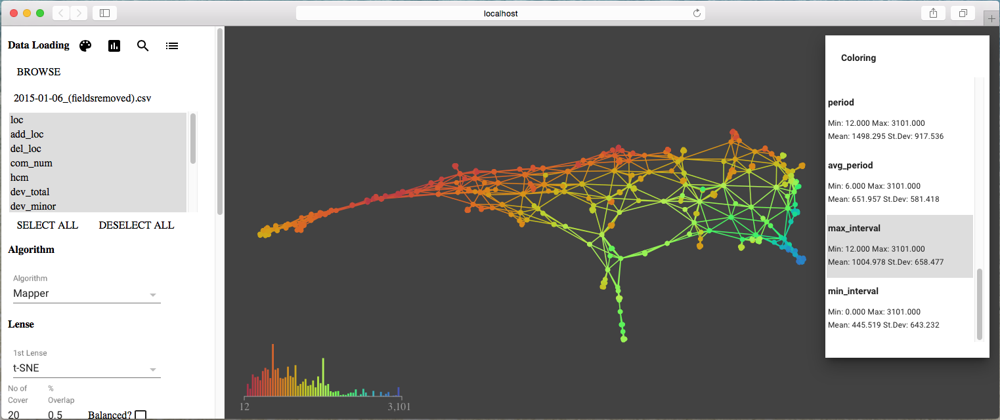 localhost
Data Loading
BROWSE
2015-01-06_(fieldsremoved).csv
loc
add_loc
del_loc
com_num
hcm
dev_total
dev_minor
SELECT ALL DESELECT ALL
Algorithm
Algorithm
Mapper
Lense
1st Lense
t-SNE
No of %
Cover Overlap
20 0.5 Balanced?
12 3,101
Coloring
period
Min: 12.000 Max: 3101.000
Mean: 1498.295 St.Dev: 917.536
avg_period
Min: 6.000 Max: 3101.000
Mean: 651.957 St.Dev: 581.418
max_interval
Min: 12.000 Max: 3101.000
Mean: 1004.978 St.Dev: 658.477
min_interval
Min: 0.000 Max: 3101.000
Mean: 445.519 St.Dev: 643.232